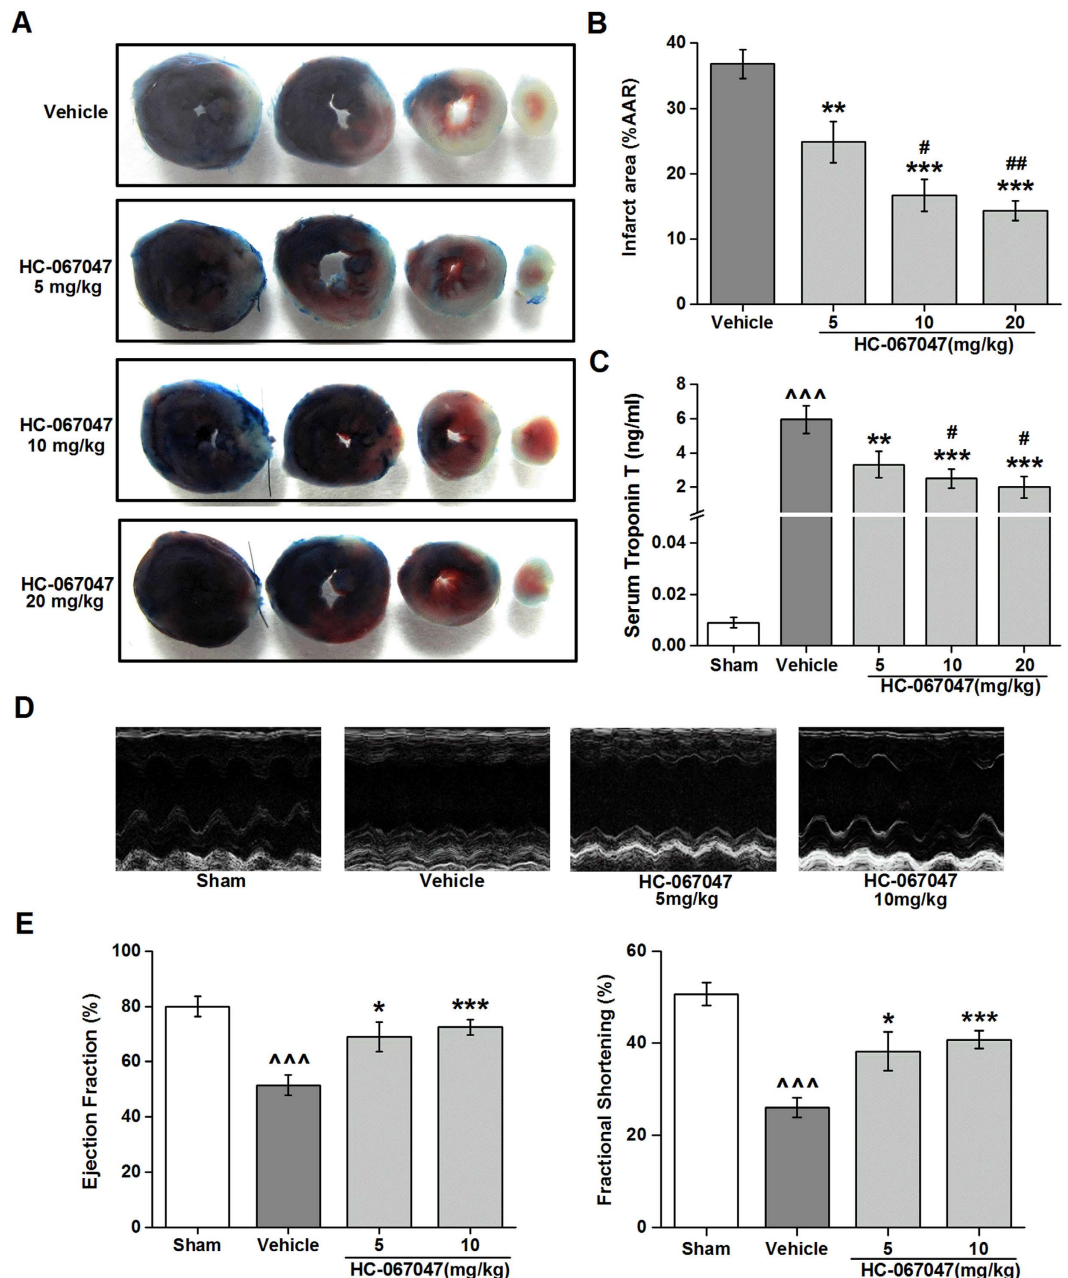 A
Vehicle
HC-067047
5 mg/kg
HC-067047
10 mg/kg
HC-067047
20 mg/kg
B
Infarct area (%AAR)
40
30
20
10
0
**
#
***
##
***
Vehicle
5
10
20
HC-067047(mg/kg)
C
Serum Troponin T (ng/ml)
8
6
4
2
0.04
0.02
0.00
^^^
**
#
***
#
***
Sham
Vehicle
5
10
20
HC-067047(mg/kg)
D
Sham
Vehicle
HC-067047
5mg/kg
HC-067047
10mg/kg
E
Ejection Fraction (%)
100
80
60
40
20
0
^^^
*
***
Sham
Vehicle
5
10
HC-067047(mg/kg)
Fractional Shortening (%)
60
40
20
0
^^^
*
***
Sham
Vehicle
5
10
HC-067047(mg/kg)